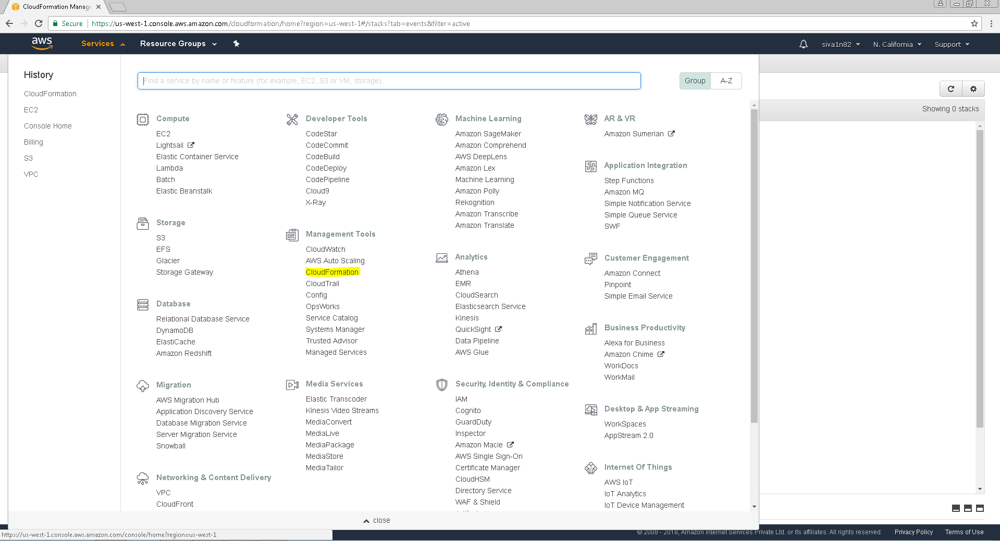 CloudFormation Manage
Secure
https://us-west-1.console.aws.amazon.com/cloudformation/home?region=us-west-1#/stacks?tab=events&filter=active
aws
Services
Resource Groups
siva1n82
N. California
Support
History
CloudFormation
EC2
Console Home
Billing
S3
VPC
Find a service by name or feature (for example, EC2, S3 or VM, storage).
Group
A-Z
Showing 0 stacks
Compute
EC2
Lightsail
Elastic Container Service
Lambda
Batch
Elastic Beanstalk
Storage
S3
EFS
Glacier
Storage Gateway
Database
Relational Database Service
DynamoDB
ElastiCache
Amazon Redshift
Migration
AWS Migration Hub
Application Discovery Service
Database Migration Service
Server Migration Service
Snowball
Networking & Content Delivery
VPC
CloudFront
Developer Tools
CodeStar
CodeCommit
CodeBuild
CodeDeploy
CodePipeline
Cloud9
X-Ray
Management Tools
CloudWatch
AWS Auto Scaling
CloudFormation
CloudTrail
Config
OpsWorks
Service Catalog
Systems Manager
Trusted Advisor
Managed Services
Media Services
Elastic Transcoder
Kinesis Video Streams
MediaConvert
MediaLive
MediaPackage
MediaStore
MediaTailor
Machine Learning
Amazon SageMaker
Amazon Comprehend
AWS DeepLens
Amazon Lex
Machine Learning
Amazon Polly
Rekognition
Amazon Transcribe
Amazon Translate
Analytics
Athena
EMR
CloudSearch
Elasticsearch Service
Kinesis
QuickSight
Data Pipeline
AWS Glue
Security, Identity & Compliance
IAM
Cognito
GuardDuty
Inspector
Amazon Macie
AWS Single Sign-On
Certificate Manager
CloudHSM
Directory Service
WAF & Shield
AR & VR
Amazon Sumerian
Application Integration
Step Functions
Amazon MQ
Simple Notification Service
Simple Queue Service
SWF
Customer Engagement
Amazon Connect
Pinpoint
Simple Email Service
Business Productivity
Alexa for Business
Amazon Chime
WorkDocs
WorkMail
Desktop & App Streaming
WorkSpaces
AppStream 2.0
Internet Of Things
AWS IoT
IoT Analytics
IoT Device Management
close
https://us-west-1.console.aws.amazon.com/console/home?region=us-west-1
© 2008 - 2018, Amazon Internet Services Private Ltd. or its affiliates. All rights reserved.
Privacy Policy
Terms of Use